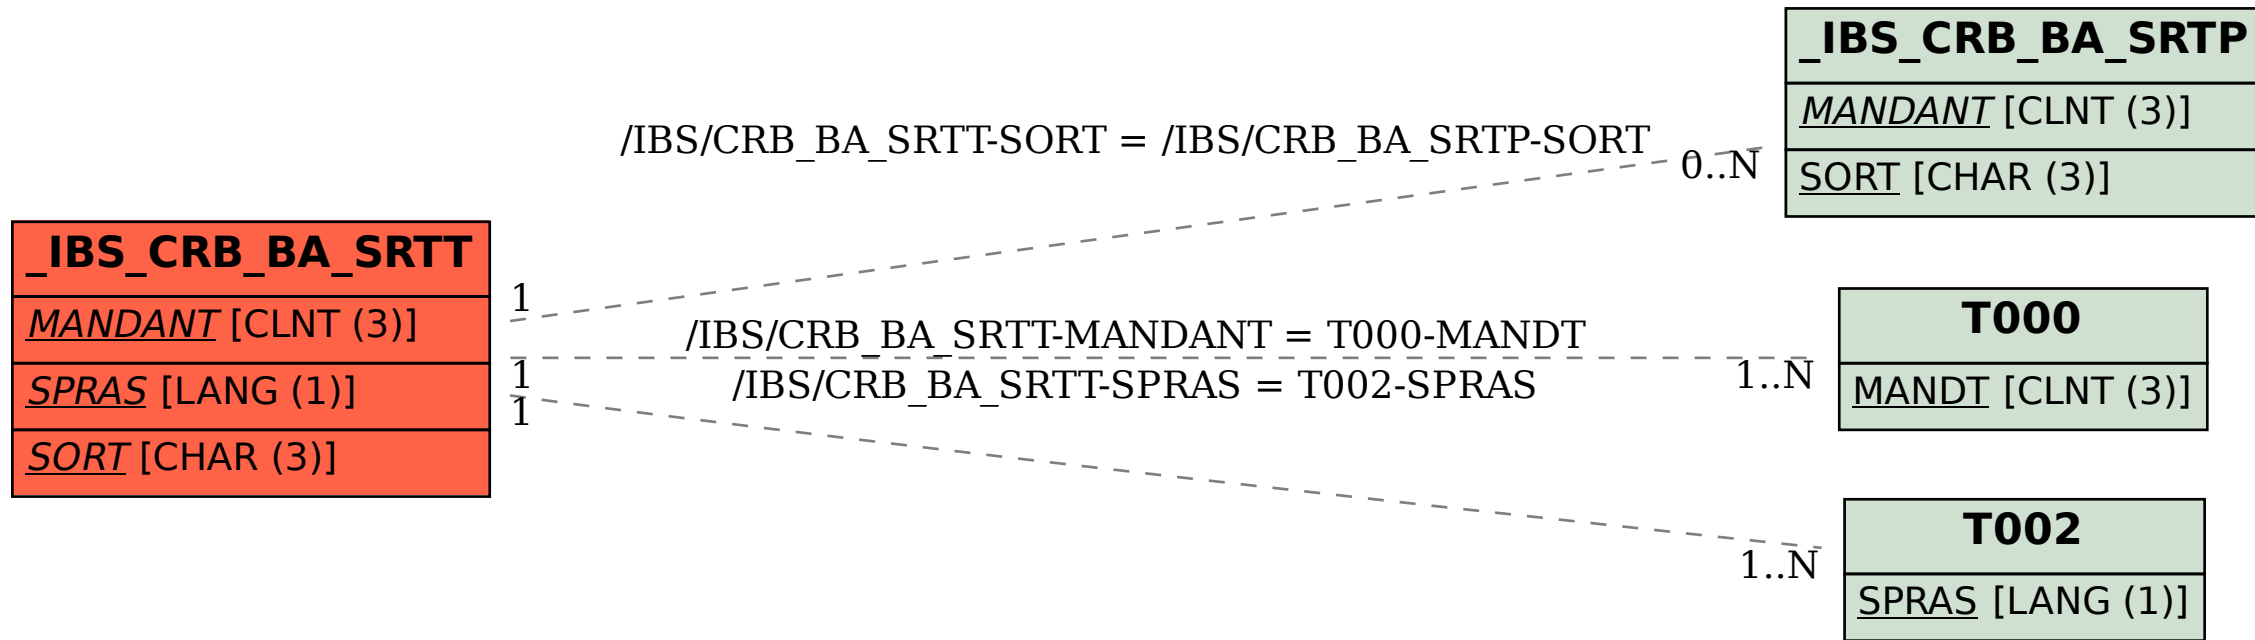 _IBS_CRB_BA_SRTT
MANDANT [CLNT (3)]
SPRAS [LANG (1)]
SORT [CHAR (3)]
/IBS/CRB_BA_SRTT-SORT = /IBS/CRB_BA_SRTP-SORT
1
0..N
/IBS/CRB_BA_SRTT-MANDANT = T000-MANDT
1
1..N
/IBS/CRB_BA_SRTT-SPRAS = T002-SPRAS
1
1..N
_IBS_CRB_BA_SRTP
MANDANT [CLNT (3)]
SORT [CHAR (3)]
T000
MANDT [CLNT (3)]
T002
SPRAS [LANG (1)]